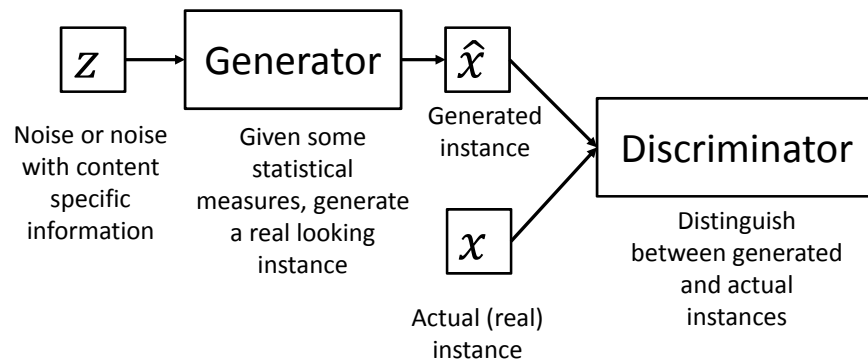 z
Generator
x̂
Discriminator
Noise or noise
with content
specific
information
Given some
statistical
measures, generate
a real looking
instance
Generated
instance
x
Actual (real)
instance
Distinguish
between generated
and actual
instances